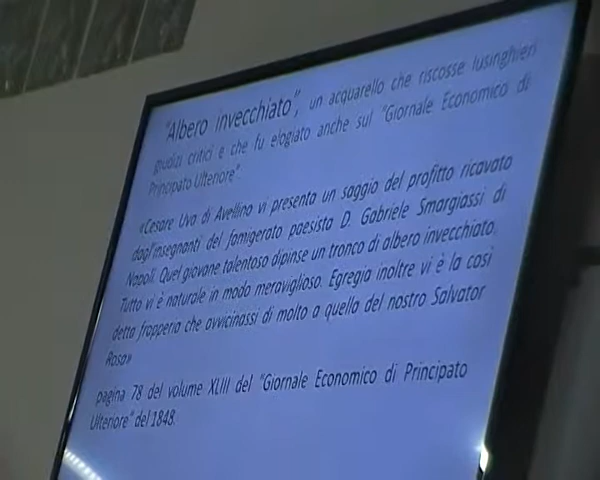 “Albero invecchiato”, un acquarello che riscosse lusinghieri
giudizi critici e che fu elogiato anche sul “Giornale Economico di
Principato Ulteriore”
«Cesare Uva di Avellino vi presenta un saggio del profitto ricavato
dagl'insegnanti del famigerato paesista D. Gabriele Smargiassi di
Napoli. Quel giovane talentoso dipinse un tronco di albero invecchiato.
Tutto vi è naturale in modo meraviglioso. Egregia inoltre vi è la così
detta frapperia che avvicinassi di molto a quella del nostro Salvator
Rosa»
pagina 78 del volume XLIII del “Giornale Economico di Principato
Ulteriore” del 1848.